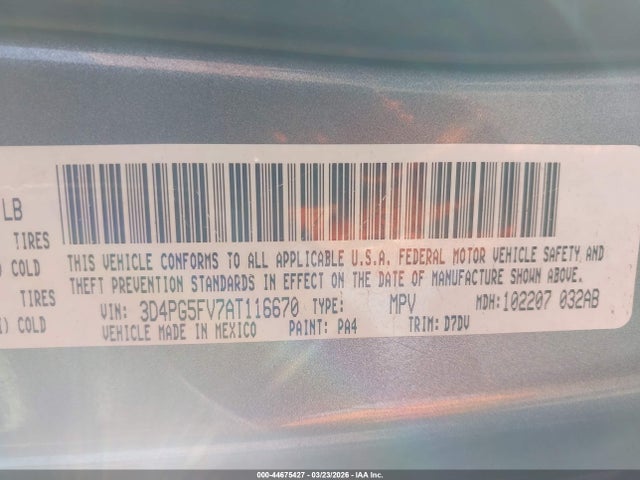 LB
TIRES
COLD
TIRES
) COLD
THIS VEHICLE CONFORMS TO ALL APPLICABLE U.S.A. FEDERAL MOTOR VEHICLE SAFETY AND
THEFT PREVENTION STANDARDS IN EFFECT ON THE DATE OF MANUFACTURE SHOWN ABOVE.
VIN: 3D4PG5FV7AT116670 TYPE: MPV MDH: 102207 032AB
VEHICLE MADE IN MEXICO PAINT: PA4 TRIM: D7DV
000-44675427 - 03/23/2026 - IAA Inc.